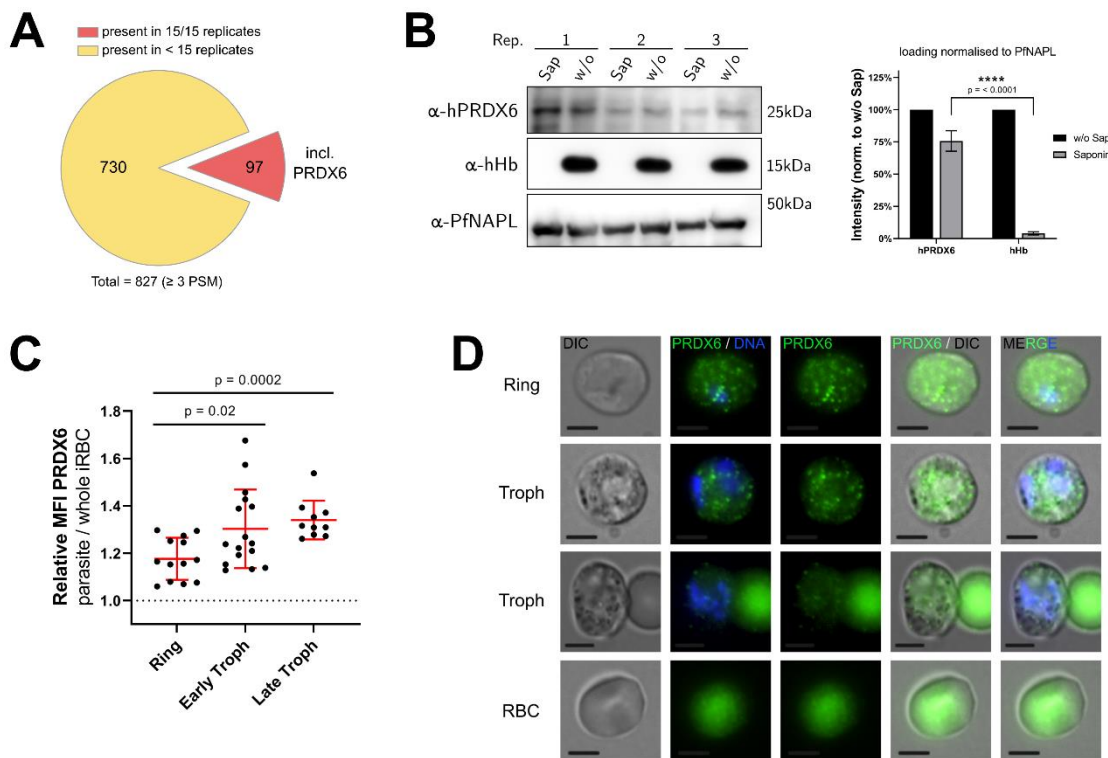 A
present in 15/15 replicates
present in < 15 replicates
730
97
incl.
PRDX6
Total = 827 (≥ 3 PSM)
B
Rep. 1 2 3
Sap w/o Sap w/o Sap w/o
α-hPRDX6
25kDa
α-hHb
15kDa
50kDa
α-PfNAPL
loading normalised to PfNAPL
Intensity (norm. to w/o Sap)
125%
100%
75%
50%
25%
0%
****
p = < 0.0001
hPRDX6 hHb
w/o Sap
Saponin
C
Relative MFI PRDX6
parasite / whole iRBC
p = 0.0002
p = 0.02
1.8
1.6
1.4
1.2
1.0
Ring
Early Troph
Late Troph
D
DIC PRDX6 / DNA PRDX6 PRDX6 / DIC MERGE
Ring
Troph
Troph
RBC